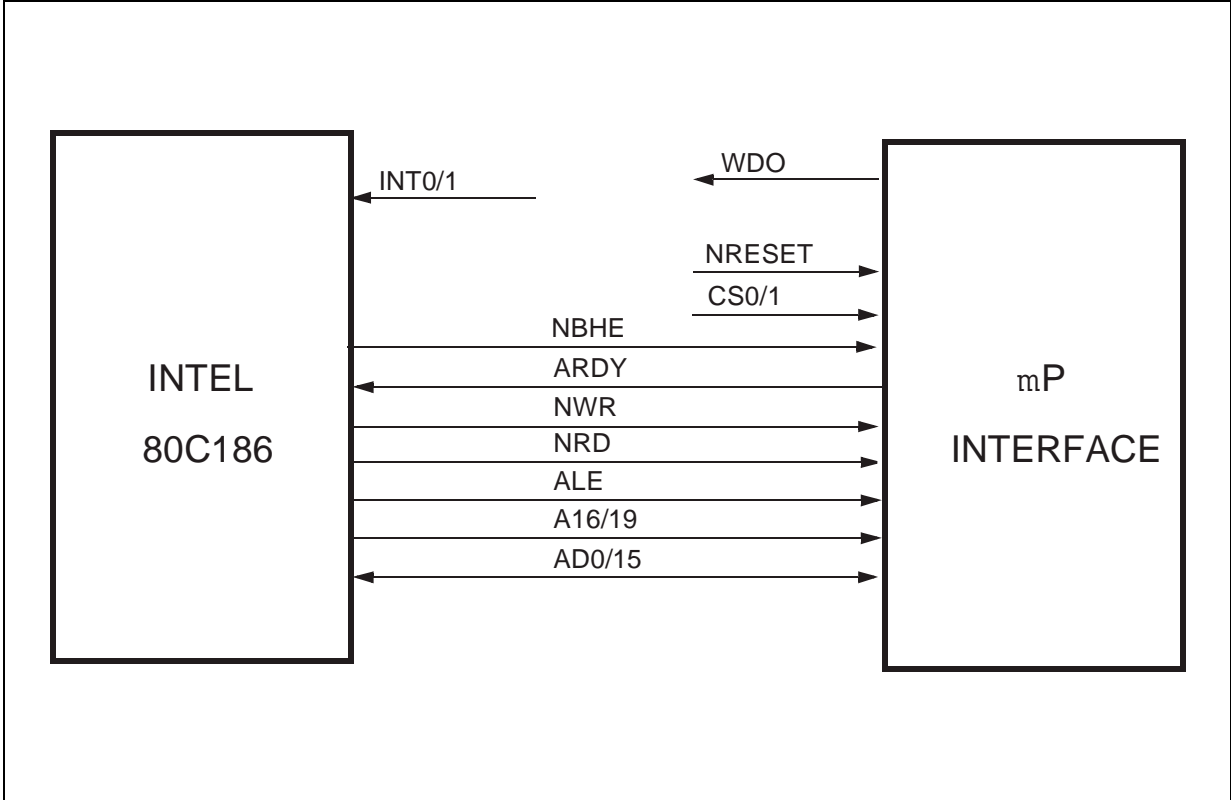 WDO
INT0/1
NRESET
CS0/1
NBHE
ARDY
NWR
NRD
ALE
A16/19
AD0/15
INTEL
80C186
mP
INTERFACE